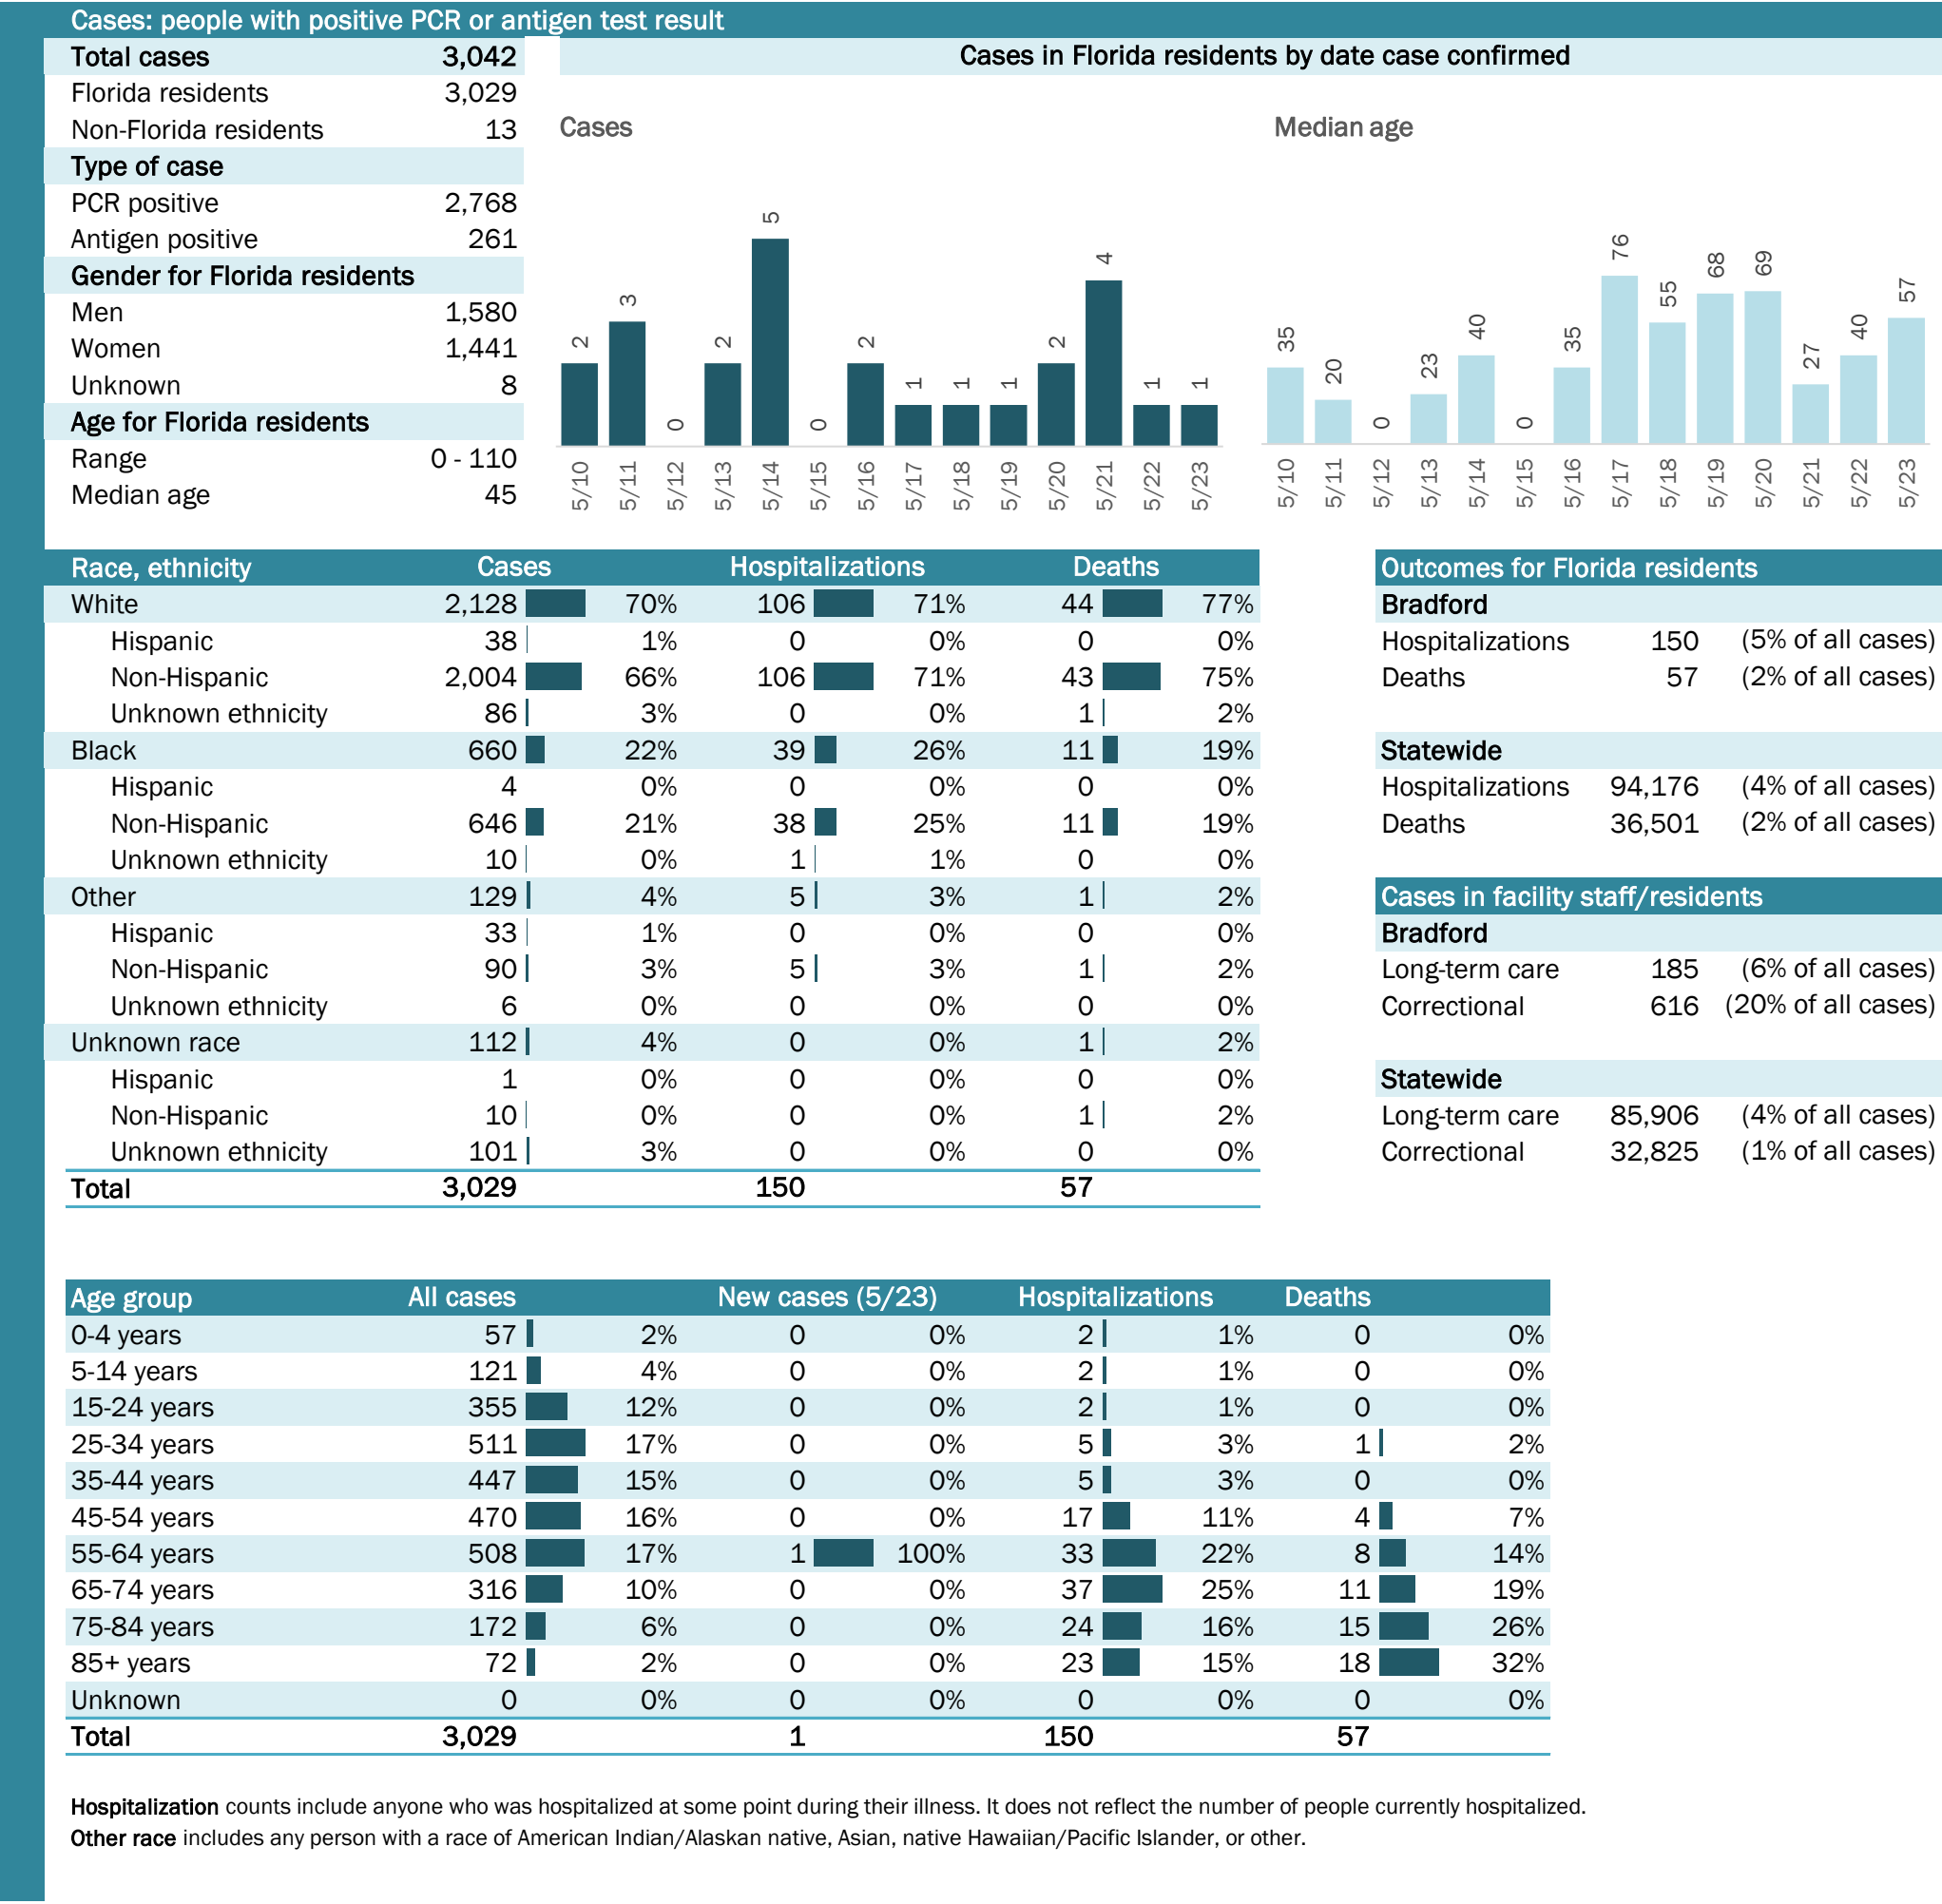 Cases: people with positive PCR or antigen test result
Total cases 3,042
Florida residents 3,029
Non-Florida residents 13
Type of case
PCR positive 2,768
Antigen positive 261
Gender for Florida residents
Men 1,580
Women 1,441
Unknown 8
Age for Florida residents
Range 0 - 110
Median age 45
Cases in Florida residents by date case confirmed
Cases
2 3 0 2 5 0 2 1 1 1 2 4 1 1
5/10 5/11 5/12 5/13 5/14 5/15 5/16 5/17 5/18 5/19 5/20 5/21 5/22 5/23
Median age
35 20 0 23 40 0 35 76 55 68 69 27 40 57
5/10 5/11 5/12 5/13 5/14 5/15 5/16 5/17 5/18 5/19 5/20 5/21 5/22 5/23
Race, ethnicity Cases Hospitalizations Deaths
White 2,128 70% 106 71% 44 77%
Hispanic 38 1% 0 0% 0 0%
Non-Hispanic 2,004 66% 106 71% 43 75%
Unknown ethnicity 86 3% 0 0% 1 2%
Black 660 22% 39 26% 11 19%
Hispanic 4 0% 0 0% 0 0%
Non-Hispanic 646 21% 38 25% 11 19%
Unknown ethnicity 10 0% 1 1% 0 0%
Other 129 4% 5 3% 1 2%
Hispanic 33 1% 0 0% 0 0%
Non-Hispanic 90 3% 5 3% 1 2%
Unknown ethnicity 6 0% 0 0% 0 0%
Unknown race 112 4% 0 0% 1 2%
Hispanic 1 0% 0 0% 0 0%
Non-Hispanic 10 0% 0 0% 1 2%
Unknown ethnicity 101 3% 0 0% 0 0%
Total 3,029 150 57
Outcomes for Florida residents
Bradford
Hospitalizations 150 (5% of all cases)
Deaths 57 (2% of all cases)
Statewide
Hospitalizations 94,176 (4% of all cases)
Deaths 36,501 (2% of all cases)
Cases in facility staff/residents
Bradford
Long-term care 185 (6% of all cases)
Correctional 616 (20% of all cases)
Statewide
Long-term care 85,906 (4% of all cases)
Correctional 32,825 (1% of all cases)
Age group All cases New cases (5/23) Hospitalizations Deaths
0-4 years 57 2% 0 0% 2 1% 0 0%
5-14 years 121 4% 0 0% 2 1% 0 0%
15-24 years 355 12% 0 0% 2 1% 0 0%
25-34 years 511 17% 0 0% 5 3% 1 2%
35-44 years 447 15% 0 0% 5 3% 0 0%
45-54 years 470 16% 0 0% 17 11% 4 7%
55-64 years 508 17% 1 100% 33 22% 8 14%
65-74 years 316 10% 0 0% 37 25% 11 19%
75-84 years 172 6% 0 0% 24 16% 15 26%
85+ years 72 2% 0 0% 23 15% 18 32%
Unknown 0 0% 0 0% 0 0% 0 0%
Total 3,029 1 150 57
Hospitalization counts include anyone who was hospitalized at some point during their illness. It does not reflect the number of people currently hospitalized.
Other race includes any person with a race of American Indian/Alaskan native, Asian, native Hawaiian/Pacific Islander, or other.